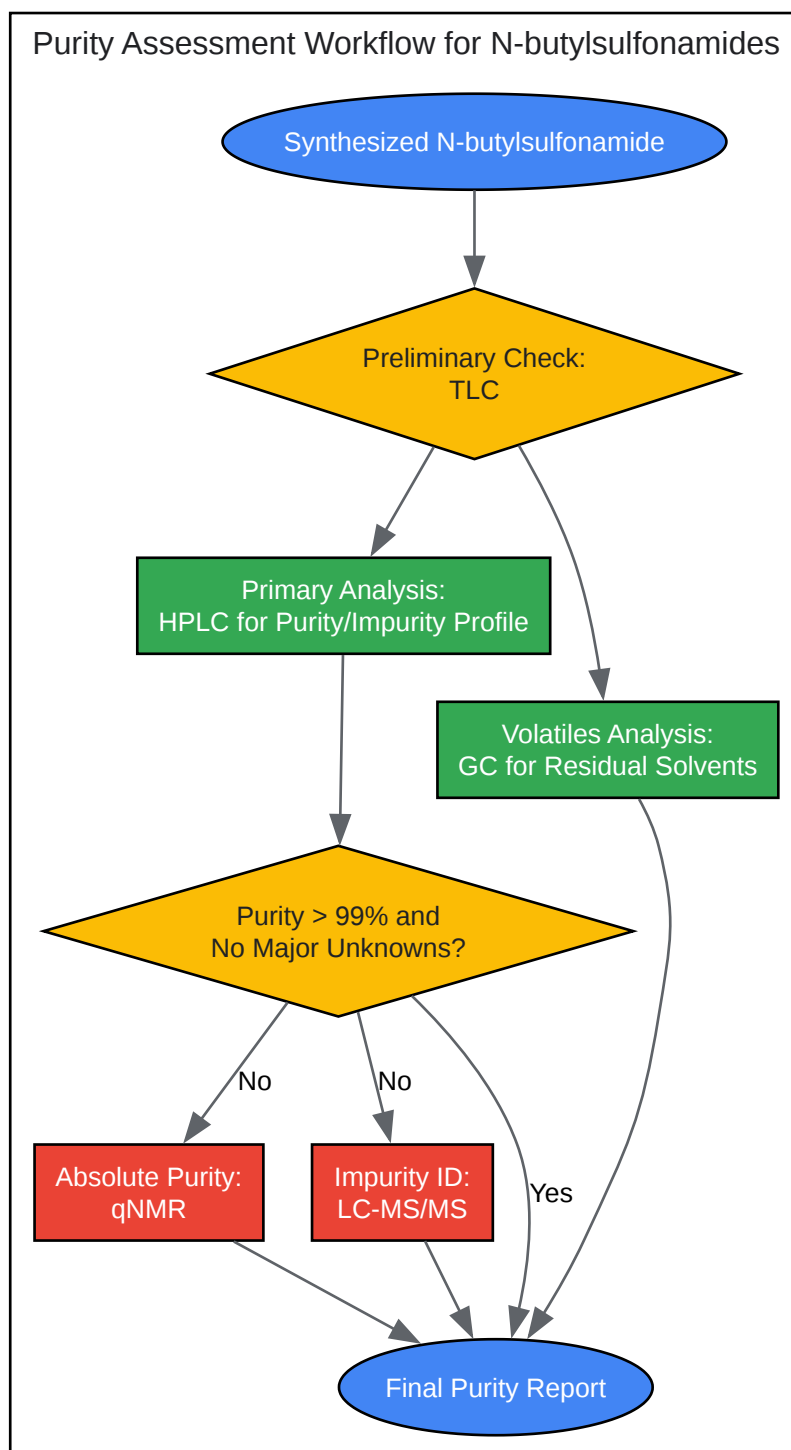 Purity Assessment Workflow for N-butylsulfonamides
Synthesized N-butylsulfonamide
Preliminary Check:
TLC
Primary Analysis:
HPLC for Purity/Impurity Profile
Volatiles Analysis:
GC for Residual Solvents
Purity > 99% and
No Major Unknowns?
No
No
Yes
Absolute Purity:
qNMR
Impurity ID:
LC-MS/MS
Final Purity Report